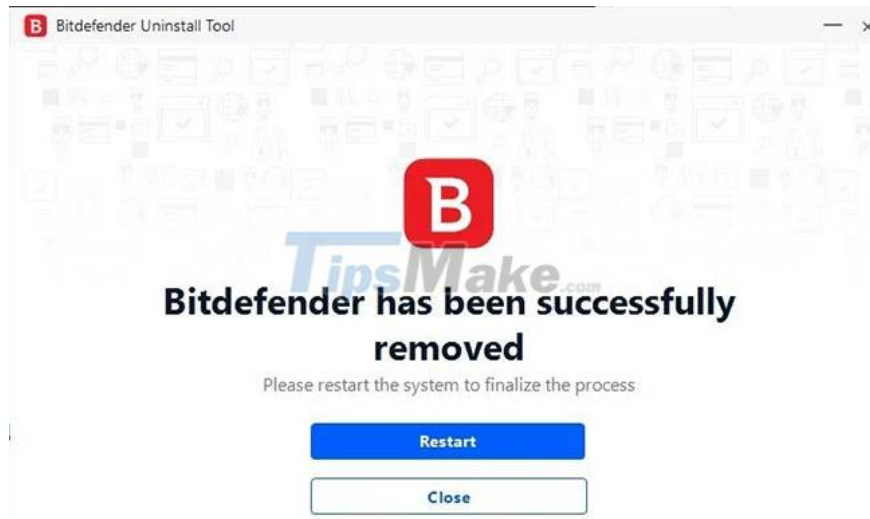 B Bitdefender Uninstall Tool
B
TipsMake.com
Bitdefender has been successfully
removed
Please restart the system to finalize the process
Restart
Close